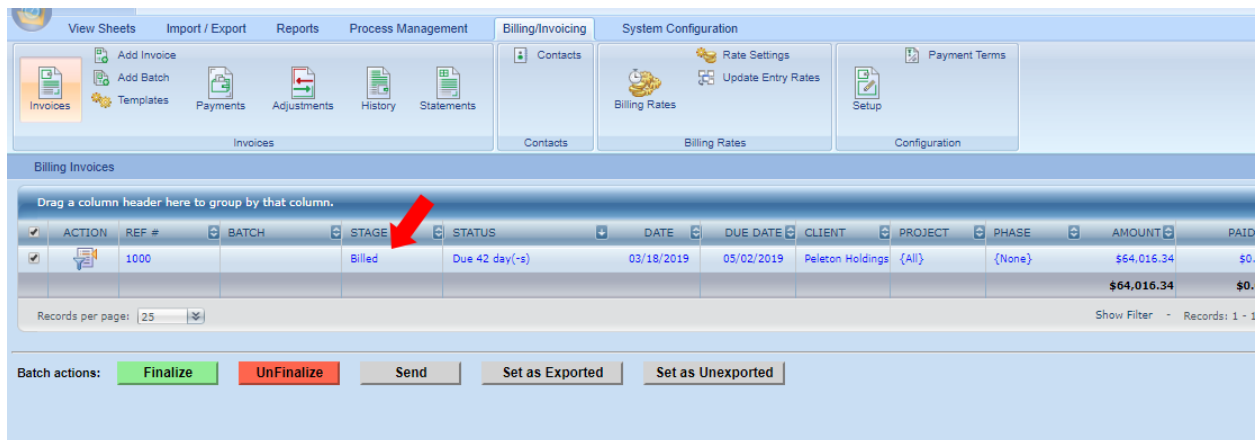 View Sheets Import / Export Reports Process Management Billing/Invoicing System Configuration
Invoices
Add Invoice
Add Batch
Templates
Payments Adjustments History Statements
Invoices
Contacts
Contacts
Billing Rates
Rate Settings
Update Entry Rates
Billing Rates
Setup
Payment Terms
Configuration
Billing Invoices
Drag a column header here to group by that column.
ACTION REF # BATCH STAGE STATUS DATE DUE DATE CLIENT PROJECT PHASE AMOUNT PAID
1000 Billed Due 42 day(-s) 03/18/2019 05/02/2019 Peleton Holdings {All} {None} $64,016.34 $0.
$64,016.34 $0.
Records per page: 25 Show Filter - Records: 1 - 1
Batch actions: Finalize UnFinalize Send Set as Exported Set as Unexported